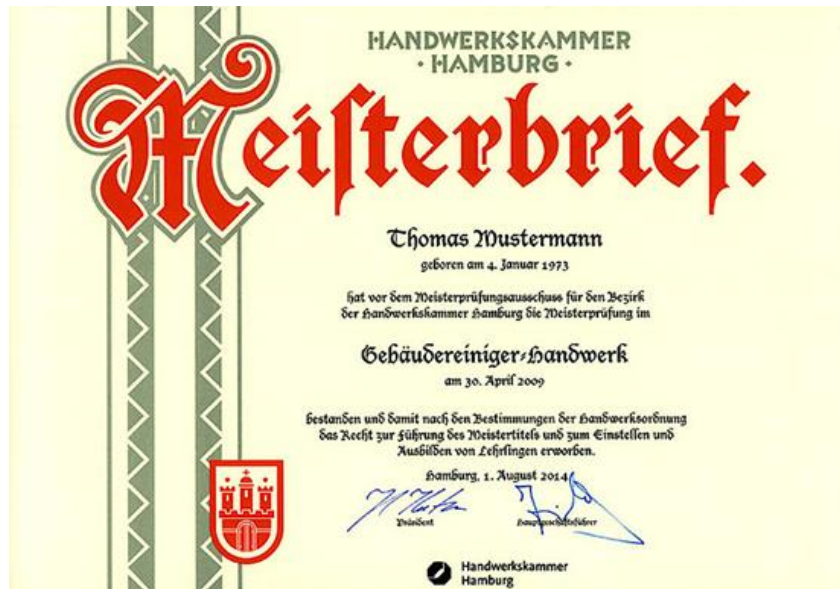 HANDWERKSKAMMER
· HAMBURG ·
Meiſterbrief.
Thomas Mustermann
geboren am 4. Januar 1973
hat vor dem Meisterprüfungsausschuss für den Bezirk
der Handwerkskammer Hamburg die Meisterprüfung im
Gebäudereiniger-Handwerk
am 30. April 2009
bestanden und damit nach den Bestimmungen der Handwerksordnung
das Recht zur Führung des Meistertitels und zum Einstellen und
Ausbilden von Lehrlingen erworben.
Hamburg, 1. August 2014
Präsident
Hauptgeschäftsführer
Handwerkskammer
Hamburg